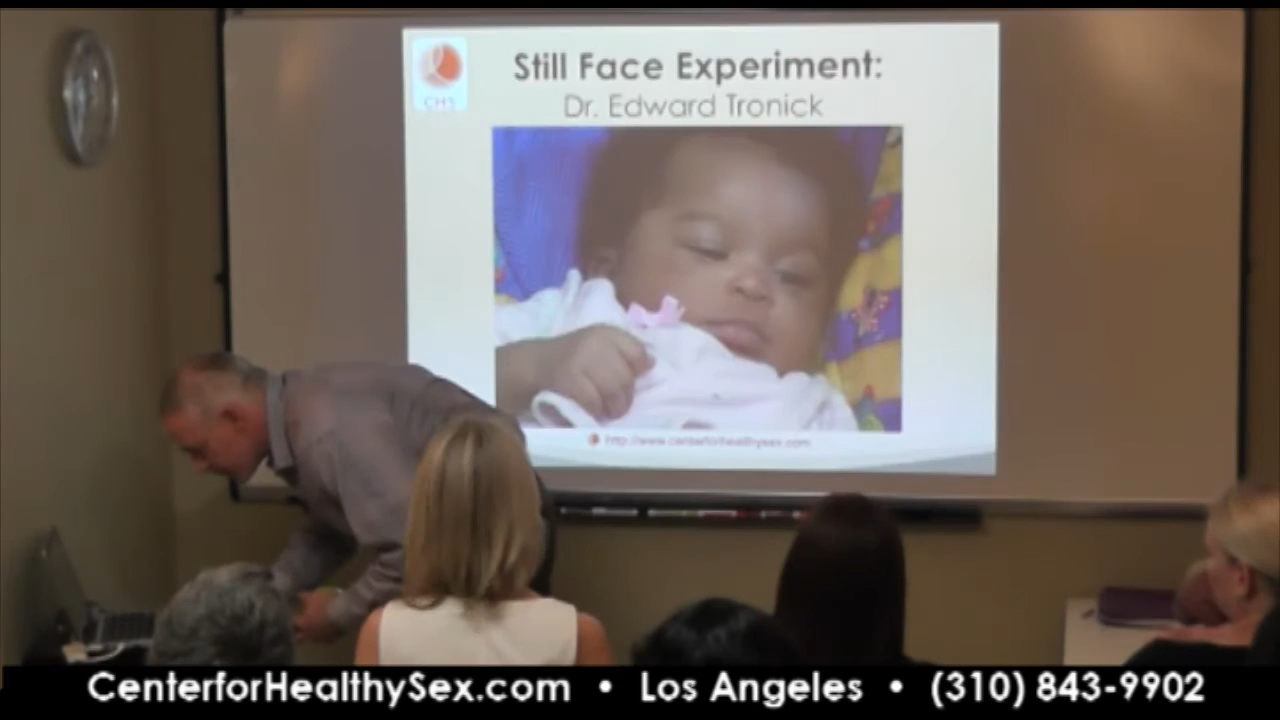 Still Face Experiment:
Dr. Edward Tronick
CHS
http://www.centerforhealthysex.com
CenterforHealthySex.com • Los Angeles • (310) 843-9902